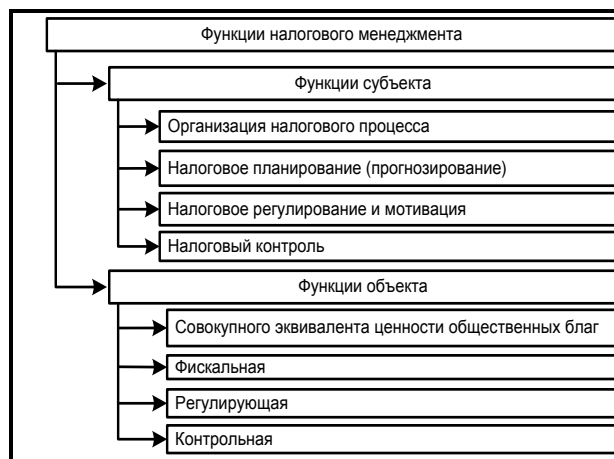 Функции налогового менеджмента
Функции субъекта
Организация налогового процесса
Налоговое планирование (прогнозирование)
Налоговое регулирование и мотивация
Налоговый контроль
Функции объекта
Совокупного эквивалента ценности общественных благ
Фискальная
Регулирующая
Контрольная